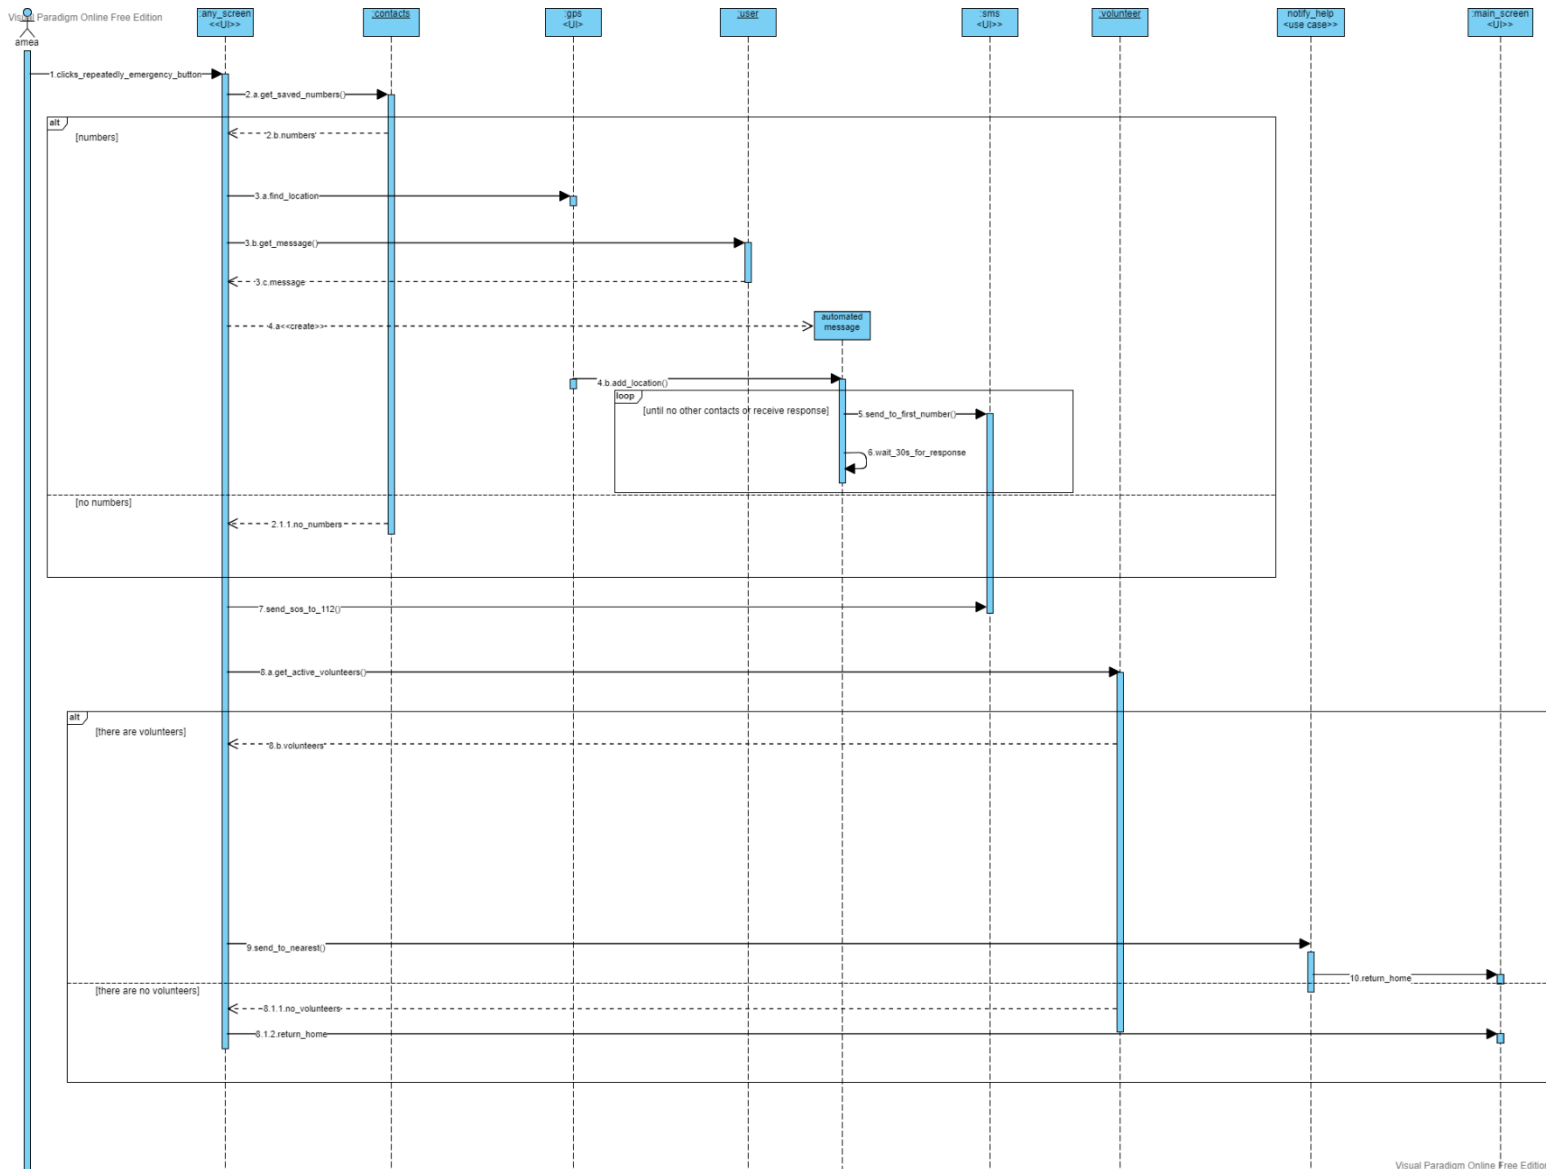 Visual Paradigm Online Free Edition
amea
:any_screen
<<UI>>
:contacts
:gps
<UI>
:user
:sms
<UI>>
:volunteer
notify_help
<use case>>
:main_screen
<UI>>
1.clicks_repeatedly_emergency_button
2.a.get_saved_numbers()
alt
[numbers]
2.b.numbers
3.a.find_location
3.b.get_message()
3.c.message
automated
message
4.a<<create>>
4.b.add_location()
loop
[until no other contacts or receive response]
5.send_to_first_number()
6.wait_30s_for_response
[no numbers]
2.1.1.no_numbers
7.send_sos_to_112()
8.a.get_active_volunteers()
alt
[there are volunteers]
8.b.volunteers
9.send_to_nearest()
10.return_home
[there are no volunteers]
8.1.1.no_volunteers
8.1.2.return_home
Visual Paradigm Online Free Edition